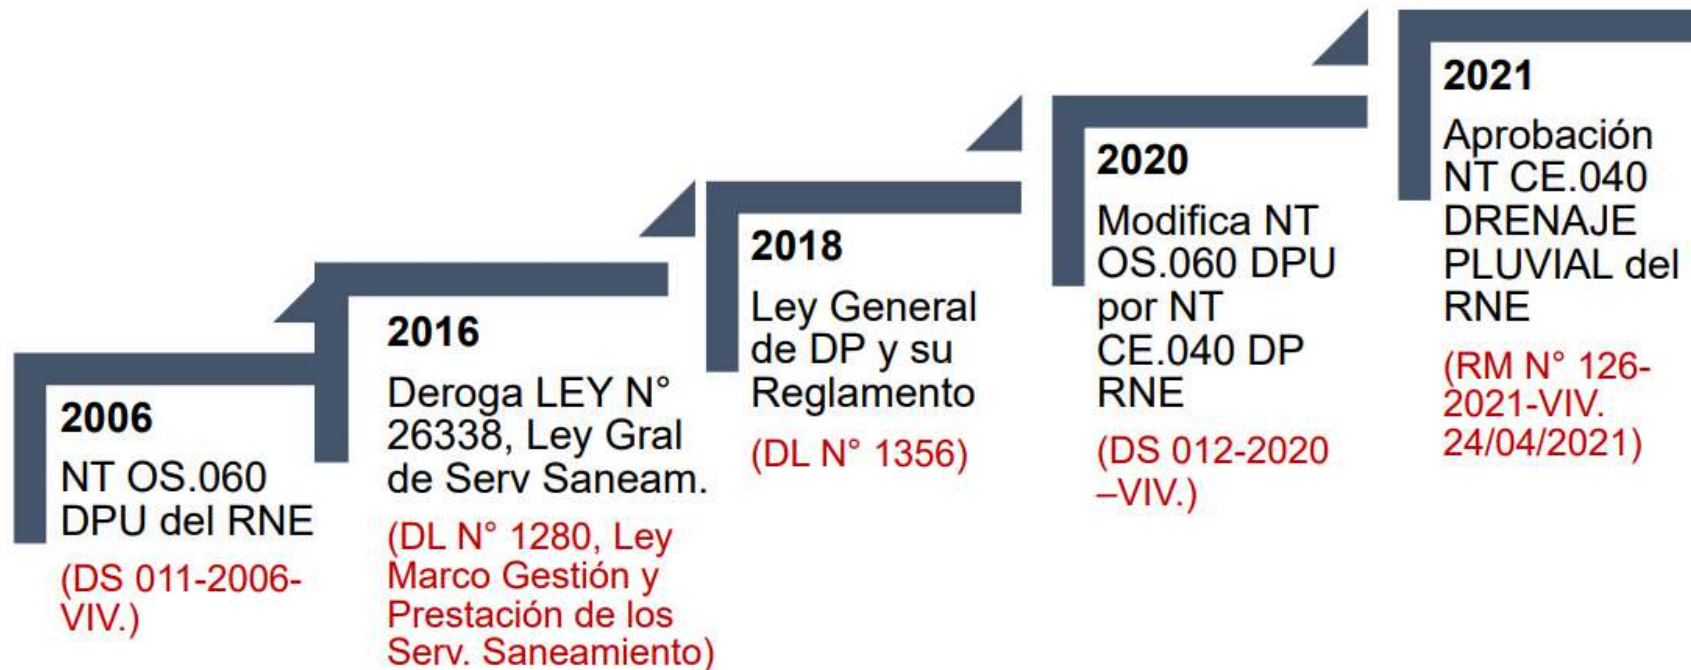 2006
NT OS.060
DPU del RNE
(DS 011-2006-
VIV.)
2016
Deroga LEY N°
26338, Ley Gral
de Serv Saneam.
(DL N° 1280, Ley
Marco Gestión y
Prestación de los
Serv. Saneamiento)
2018
Ley General
de DP y su
Reglamento
(DL N° 1356)
2020
Modifica NT
OS.060 DPU
por NT
CE.040 DP
RNE
(DS 012-2020
–VIV.)
2021
Aprobación
NT CE.040
DRENAJE
PLUVIAL del
RNE
(RM N° 126-
2021-VIV.
24/04/2021)